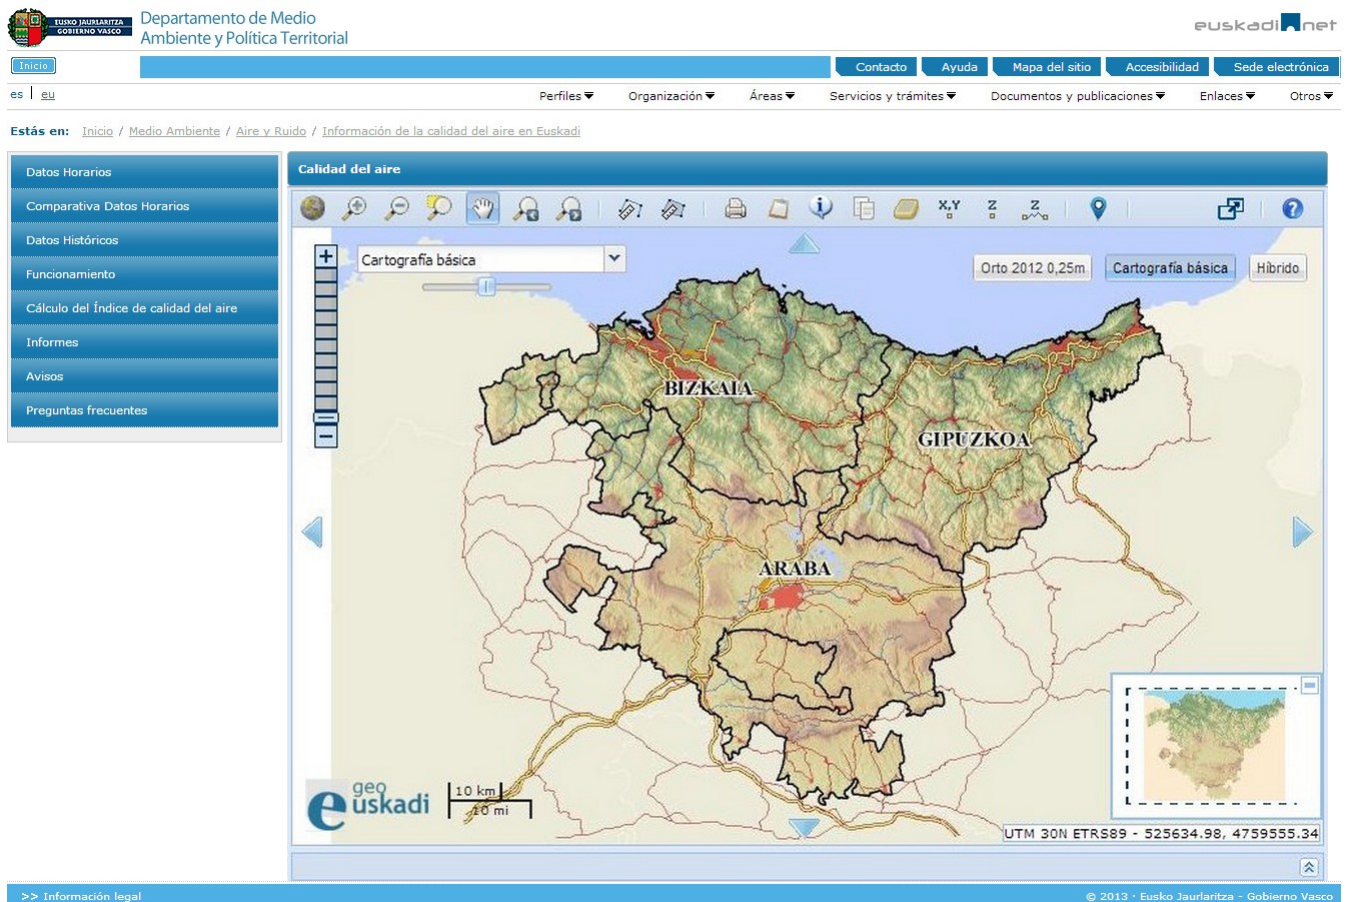 EUSKO JAURLARITZA
GOBIERNO VASCO
Departamento de Medio
Ambiente y Política Territorial
euskadi net
Inicio
Contacto Ayuda Mapa del sitio Accesibilidad Sede electrónica
es | eu
Perfiles Organización Áreas Servicios y trámites Documentos y publicaciones Enlaces Otros
Estás en: Inicio / Medio Ambiente / Aire y Ruido / Información de la calidad del aire en Euskadi
Datos Horarios
Comparativa Datos Horarios
Datos Históricos
Funcionamiento
Cálculo del Índice de calidad del aire
Informes
Avisos
Preguntas frecuentes
Calidad del aire
X,Y Z Z
Cartografía básica
Orto 2012 0,25m Cartografía básica Híbrido
BIZKAIA
GIPUZKOA
ARABA
geo
euskadi
10 km
10 mi
UTM 30N ETRS89 - 525634.98, 4759555.34
>> Información legal
© 2013 · Eusko Jaurlaritza - Gobierno Vasco